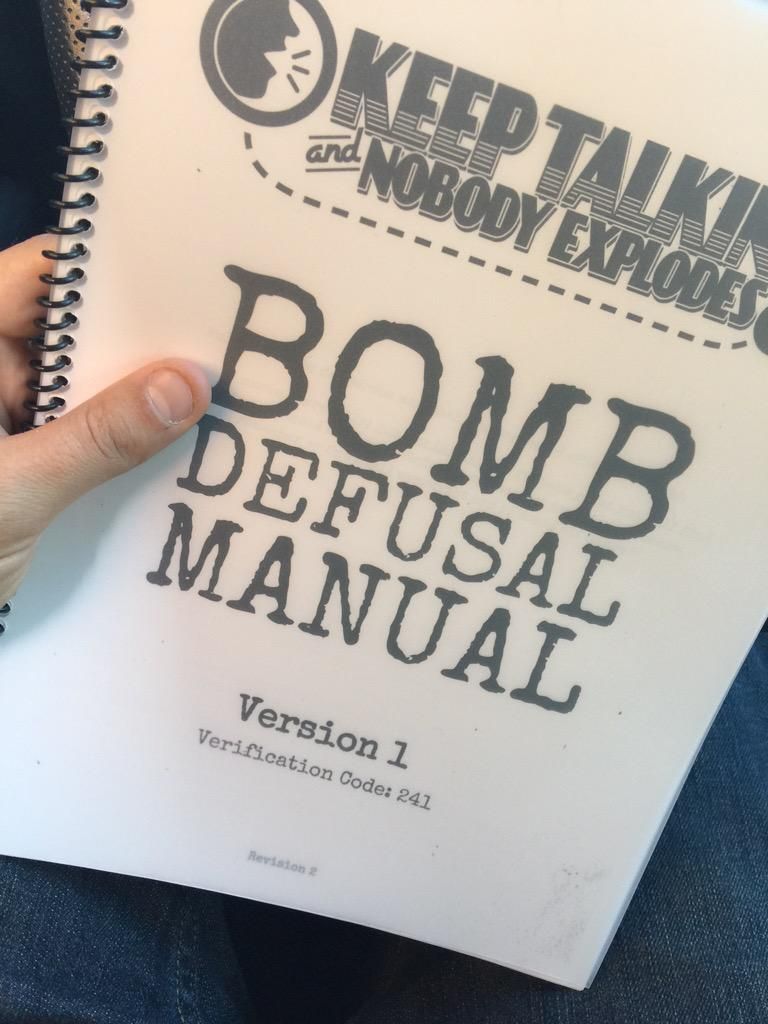 KEEP TALKIN
and NOBODY EXPLODES
BOMB
DEFUSAL
MANUAL
Version 1
Verification Code: 241
Revision 2